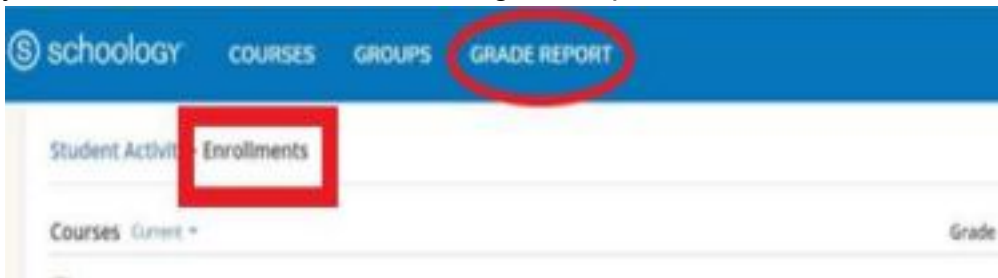 schoology COURSES GROUPS GRADE REPORT
Student Activit Enrollments
Courses Current
Grade